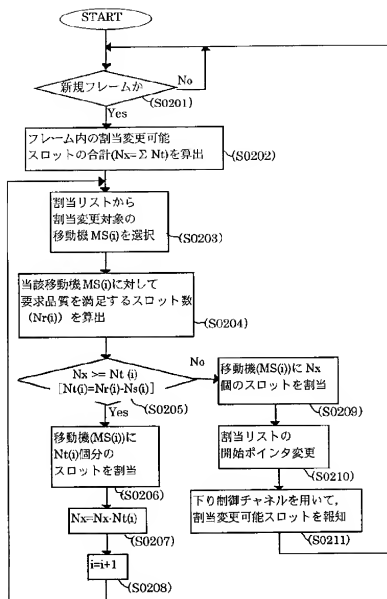 START
新規フレームか
No
(S0201)
Yes
フレーム内の割当変更可能
スロットの合計(Nx=Σ Nt)を算出
(S0202)
割当リストから
割当変更対象の
移動機 MS(i)を選択
(S0203)
当該移動機 MS(i)に対して
要求品質を満足するスロット数
(Nr(i)) を算出
(S0204)
Nx >= Nt (i)
[Nt(i)=Nr(i)-Ns(i)]
No
(S0205)
Yes
移動機(MS(i))に
Nt(i)個分の
スロットを割当
(S0206)
Nx=Nx-Nt(i)
(S0207)
i=i+1
(S0208)
移動機(MS(i))に Nx
個のスロットを割当
(S0209)
割当リストの
開始ポインタ変更
(S0210)
下り制御チャネルを用いて,
割当変更可能スロットを報知
(S0211)